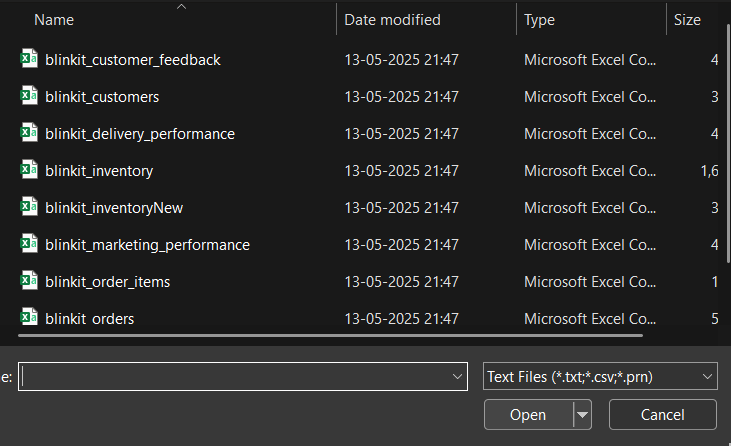 Name Date modified Type Size
blinkit_customer_feedback 13-05-2025 21:47 Microsoft Excel Co... 4
blinkit_customers 13-05-2025 21:47 Microsoft Excel Co... 3
blinkit_delivery_performance 13-05-2025 21:47 Microsoft Excel Co... 4
blinkit_inventory 13-05-2025 21:47 Microsoft Excel Co... 1,6
blinkit_inventoryNew 13-05-2025 21:47 Microsoft Excel Co... 3
blinkit_marketing_performance 13-05-2025 21:47 Microsoft Excel Co... 4
blinkit_order_items 13-05-2025 21:47 Microsoft Excel Co... 1
blinkit_orders 13-05-2025 21:47 Microsoft Excel Co... 5
e: Text Files (*.txt;*.csv;*.prn)
Open Cancel